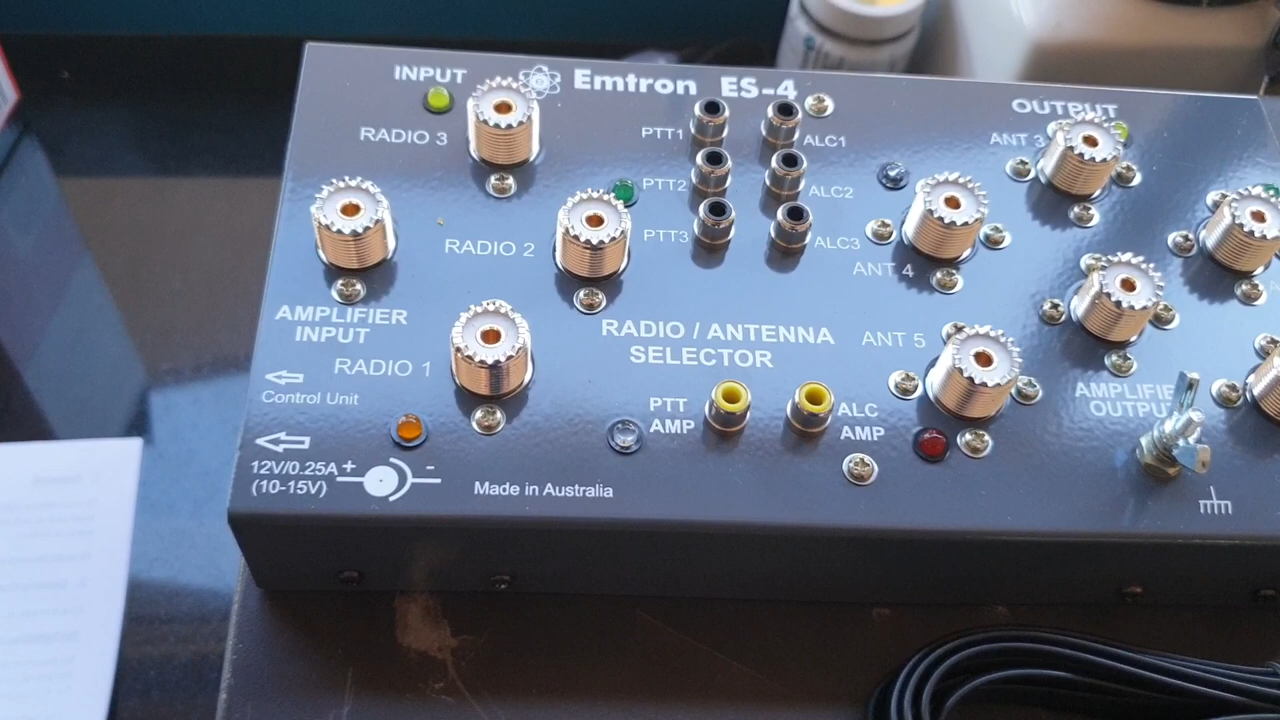 INPUT
Emtron ES-4
OUTPUT
RADIO 3
PTT1
ALC1
ANT 3
PTT2
ALC2
RADIO 2
PTT3
ALC3
ANT 4
AMPLIFIER
INPUT
RADIO / ANTENNA
SELECTOR
ANT 5
RADIO 1
Control Unit
PTT
AMP
ALC
AMP
AMPLIFIE
OUTPUT
12V/0.25A + -
(10-15V)
Made in Australia